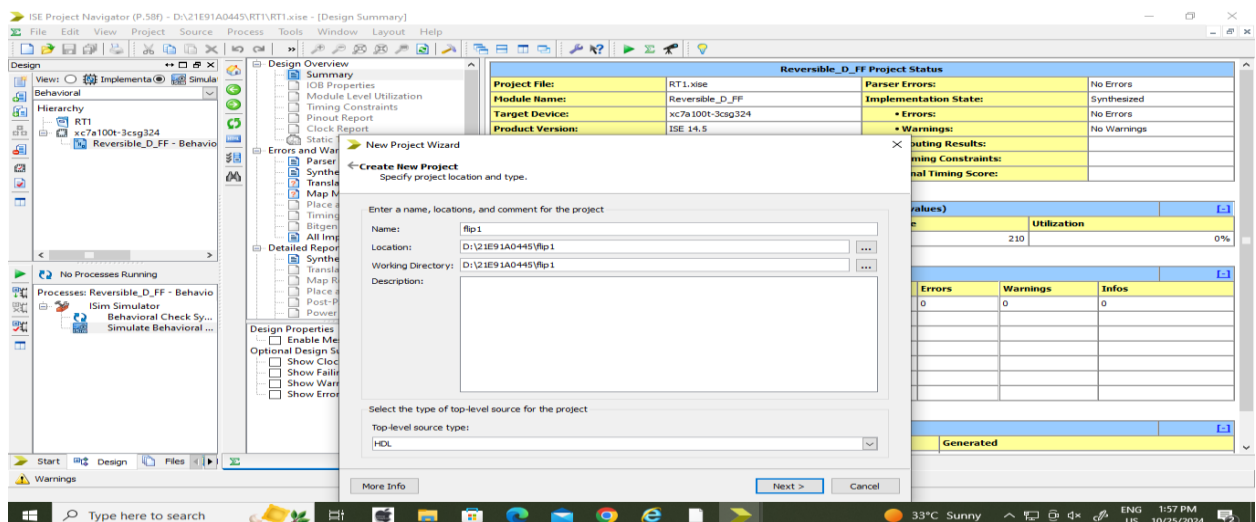 ISE Project Navigator (P.58f) - D:\21E91A0445\RT1\RT1.xise - [Design Summary]
File Edit View Project Source Process Tools Window Layout Help
Design
View: Implementa Simula
Behavioral
Hierarchy
RT1
xc7a100t-3csg324
Reversible_D_FF - Behavio
No Processes Running
Processes: Reversible_D_FF - Behavio
ISim Simulator
Behavioral Check Sy...
Simulate Behavioral ...
Start Design Files
Warnings
Design Overview
Summary
IOB Properties
Module Level Utilization
Timing Constraints
Pinout Report
Clock Report
Static
Errors and War
Parser
Synthe
Transla
Map M
Place a
Timing
Bitgen
All Imp
Detailed Repor
Synthe
Transla
Map R
Place a
Post-P
Power
Design Properties
Enable Me
Optional Design Su
Show Cloc
Show Failin
Show Warn
Show Error
Reversible_D_FF Project Status
Project File: RT1.xise Parser Errors: No Errors
Module Name: Reversible_D_FF Implementation State: Synthesized
Target Device: xc7a100t-3csg324 • Errors: No Errors
Product Version: ISE 14.5 • Warnings: No Warnings
outing Results:
ming Constraints:
nal Timing Score:
values) [-]
e Utilization
210 0%
[-]
Errors Warnings Infos
0 0 0
[-]
Generated
New Project Wizard
Create New Project
Specify project location and type.
Enter a name, locations, and comment for the project
Name: flip1
Location: D:\21E91A0445\flip1 ...
Working Directory: D:\21E91A0445\flip1 ...
Description:
Select the type of top-level source for the project
Top-level source type:
HDL
More Info Next > Cancel
Type here to search
33°C Sunny
ENG
US
1:57 PM
10/25/2024